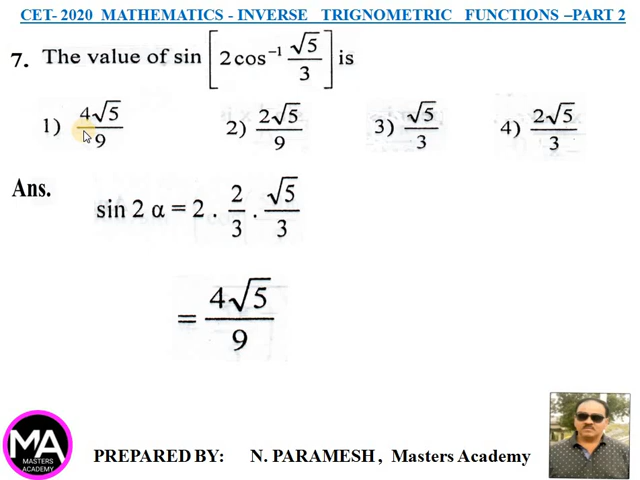 CET- 2020 MATHEMATICS - INVERSE TRIGNOMETRIC FUNCTIONS –PART 2
7. The value of sin [2 cos⁻¹ √5/3] is
1) 4√5/9 2) 2√5/9 3) √5/3 4) 2√5/3
Ans.
sin 2 α = 2 . 2/3 . √5/3
= 4√5/9
MA
MASTERS
ACADEMY
PREPARED BY: N. PARAMESH , Masters Academy